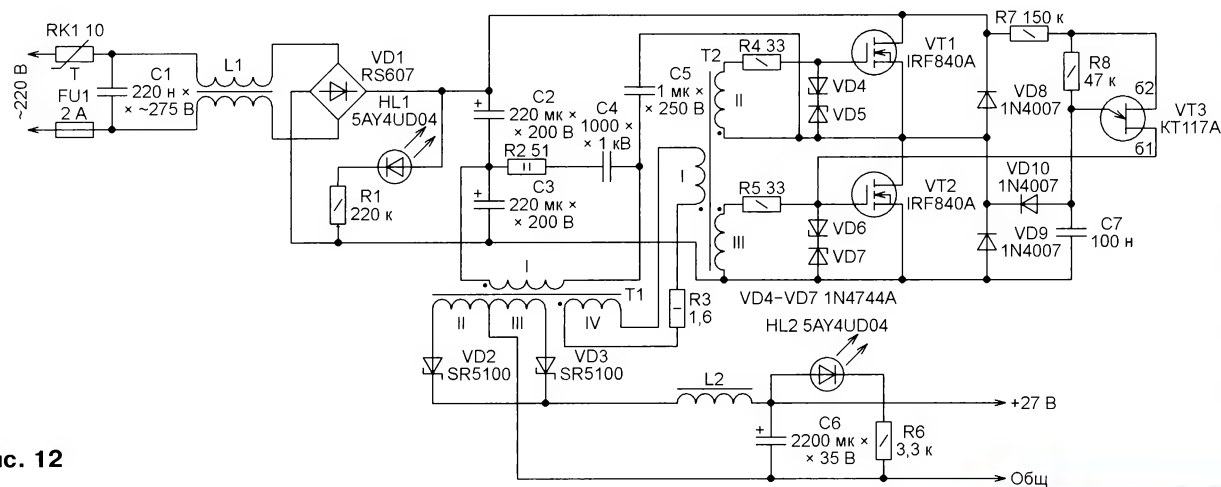 RK1 10
T
~220 В
FU1
2 А
C1
220 н ×
× ~275 В
L1
VD1
RS607
HL1
5AY4UD04
R1
220 к
C2
220 мк ×
× 200 В
R2 51
C4
1000 ×
× 1 кВ
C3
220 мк ×
× 200 В
C5
1 мк ×
× 250 В
T2
II
I
III
R4 33
VD4
VD5
VT1
IRF840A
R5 33
VD6
VD7
VT2
IRF840A
VD4–VD7 1N4744A
R7 150 к
R8
47 к
VD8
1N4007
б2
VT3
КТ117А
б1
VD10
1N4007
VD9
1N4007
C7
100 н
I
T1
II
III
IV
R3
1,6
VD2
SR5100
VD3
SR5100
HL2 5AY4UD04
L2
+27 В
C6
2200 мк ×
× 35 В
R6
3,3 к
Общ
+
+
+
ис. 12